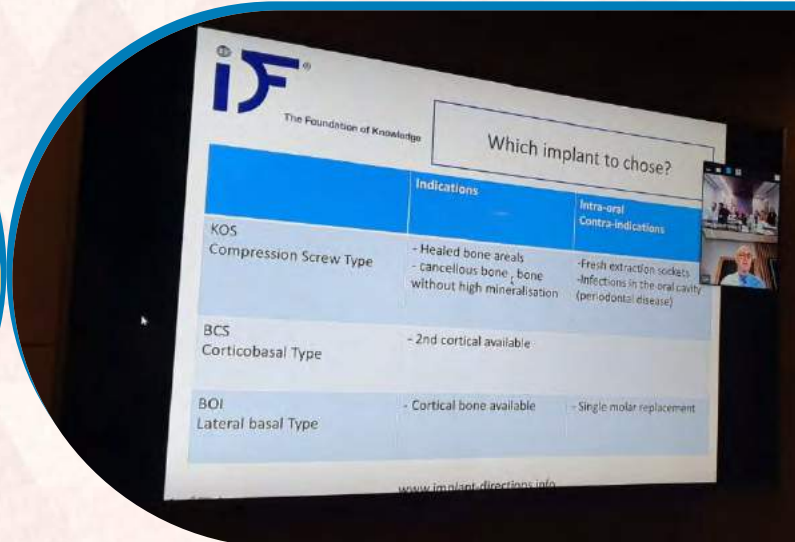 iDF®
The Foundation of Knowledge
Which implant to chose?
Indications
Intra-oral
Contra-indications
KOS
Compression Screw Type
- Healed bone areals
- cancellous bone, bone
without high mineralisation
-Fresh extraction sockets
-Infections in the oral cavity
(periodontal disease)
BCS
Corticobasal Type
- 2nd cortical available
BOI
Lateral basal Type
- Cortical bone available
- Single molar replacement
www.implant-directions.info